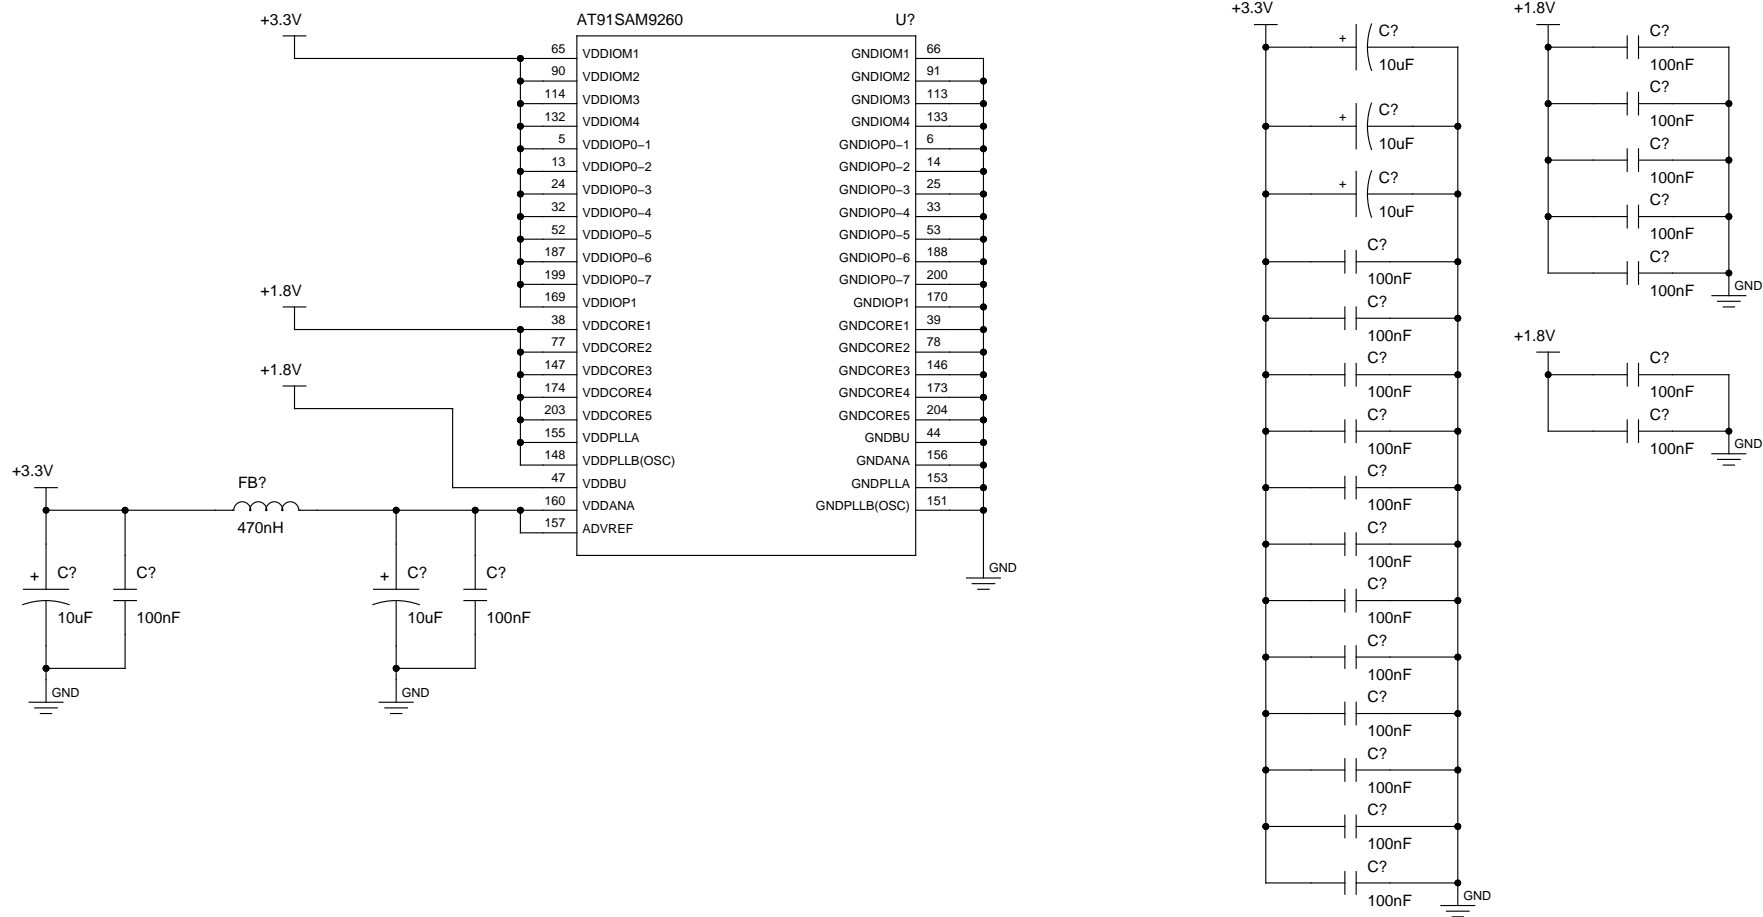 +3.3V
AT91SAM9260
U?
65 VDDIOM1 GNDIOM1 66
90 VDDIOM2 GNDIOM2 91
114 VDDIOM3 GNDIOM3 113
132 VDDIOM4 GNDIOM4 133
5 VDDIOP0–1 GNDIOP0–1 6
13 VDDIOP0–2 GNDIOP0–2 14
24 VDDIOP0–3 GNDIOP0–3 25
32 VDDIOP0–4 GNDIOP0–4 33
52 VDDIOP0–5 GNDIOP0–5 53
187 VDDIOP0–6 GNDIOP0–6 188
199 VDDIOP0–7 GNDIOP0–7 200
169 VDDIOP1 GNDIOP1 170
+1.8V
38 VDDCORE1 GNDCORE1 39
77 VDDCORE2 GNDCORE2 78
147 VDDCORE3 GNDCORE3 146
+1.8V
174 VDDCORE4 GNDCORE4 173
203 VDDCORE5 GNDCORE5 204
155 VDDPLLA GNDBU 44
148 VDDPLLB(OSC) GNDANA 156
47 VDDBU GNDPLLA 153
160 VDDANA GNDPLLB(OSC) 151
157 ADVREF
GND
+3.3V
FB?
470nH
+ C?
10uF
C?
100nF
GND
+ C?
10uF
C?
100nF
GND
+3.3V
+ C?
10uF
+ C?
10uF
+ C?
10uF
C?
100nF
C?
100nF
C?
100nF
C?
100nF
C?
100nF
C?
100nF
C?
100nF
C?
100nF
C?
100nF
C?
100nF
C?
100nF
C?
100nF
GND
+1.8V
C?
100nF
C?
100nF
C?
100nF
C?
100nF
C?
100nF
GND
+1.8V
C?
100nF
C?
100nF
GND